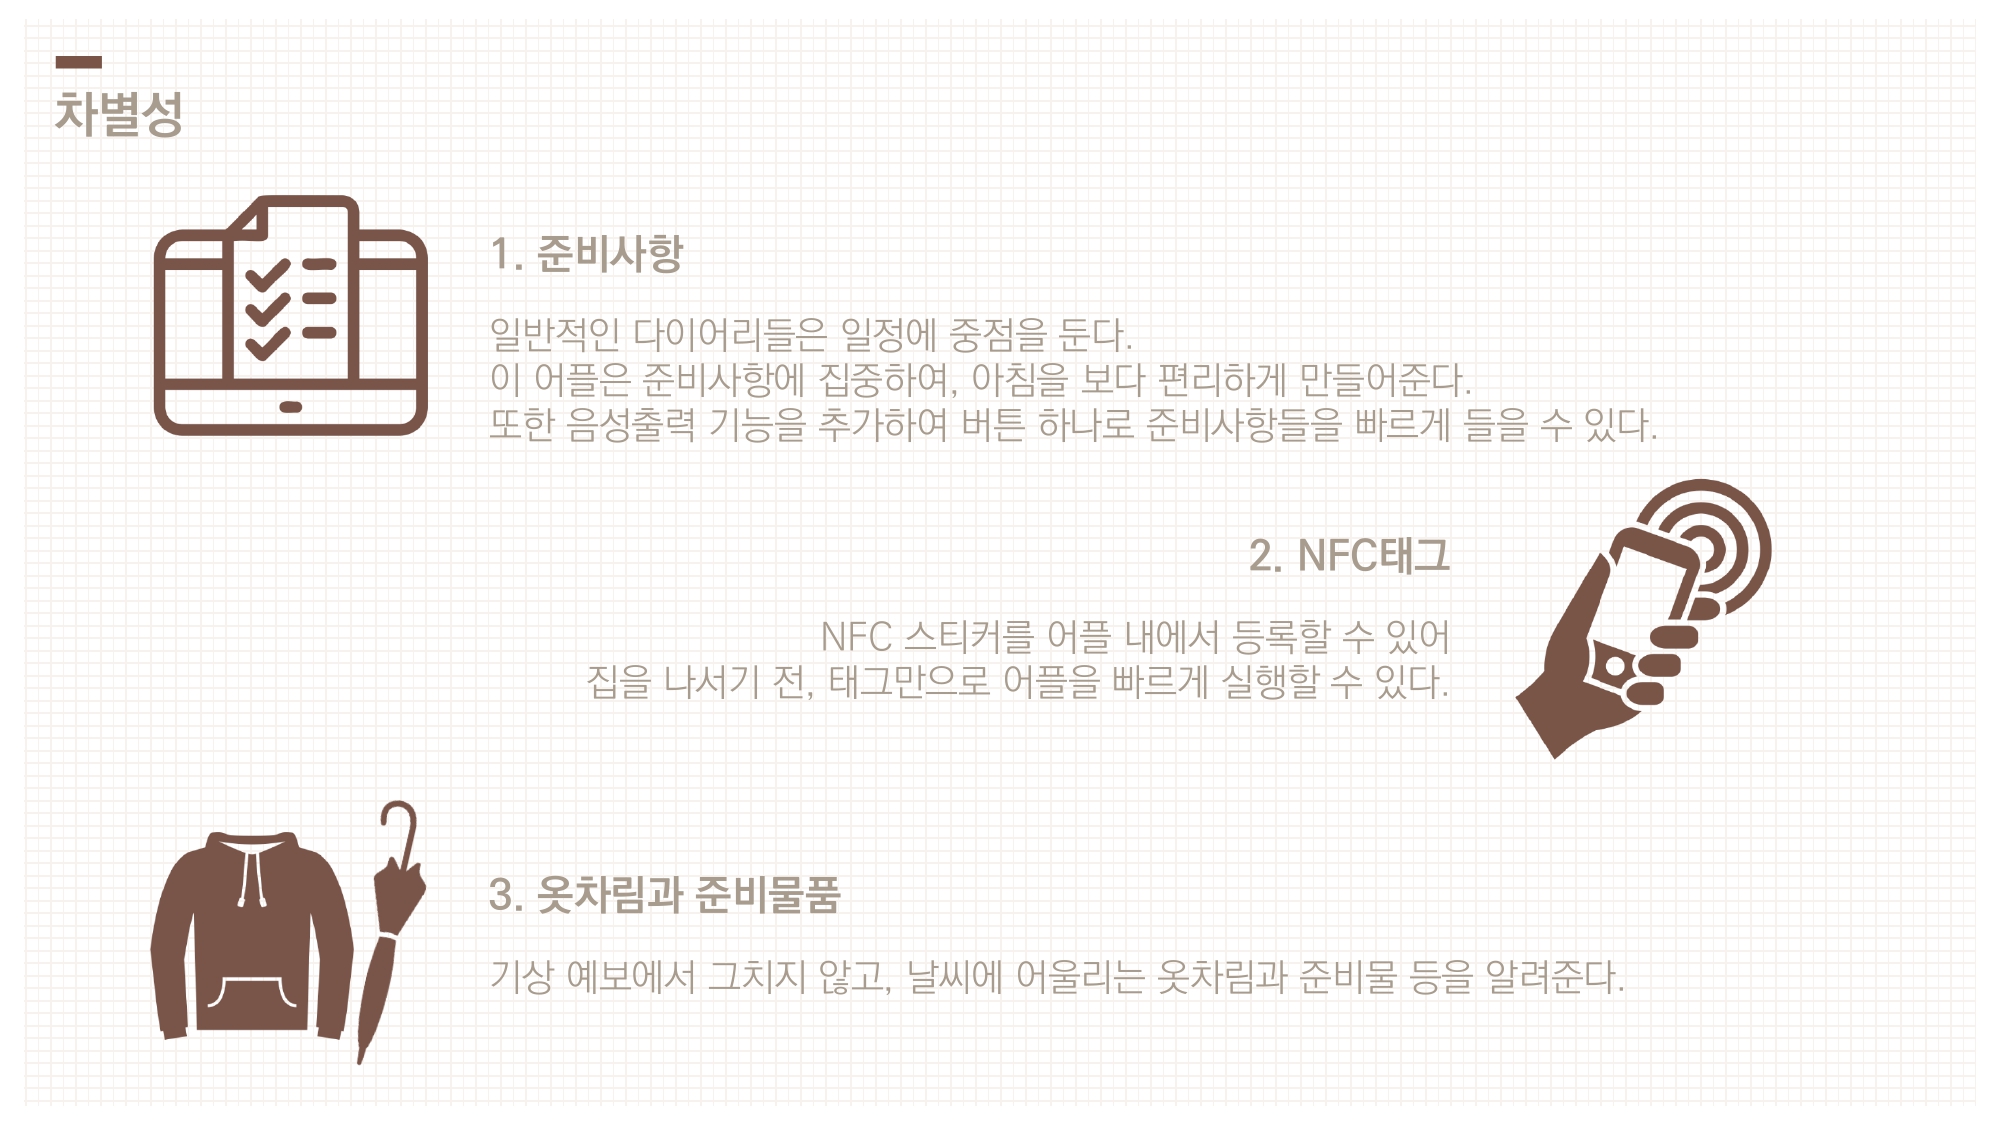 차별성
1. 준비사항
일반적인 다이어리들은 일정에 중점을 둔다.
이 어플은 준비사항에 집중하여, 아침을 보다 편리하게 만들어준다.
또한 음성출력 기능을 추가하여 버튼 하나로 준비사항들을 빠르게 들을 수 있다.
2. NFC태그
NFC 스티커를 어플 내에서 등록할 수 있어
집을 나서기 전, 태그만으로 어플을 빠르게 실행할 수 있다.
3. 옷차림과 준비물품
기상 예보에서 그치지 않고, 날씨에 어울리는 옷차림과 준비물 등을 알려준다.